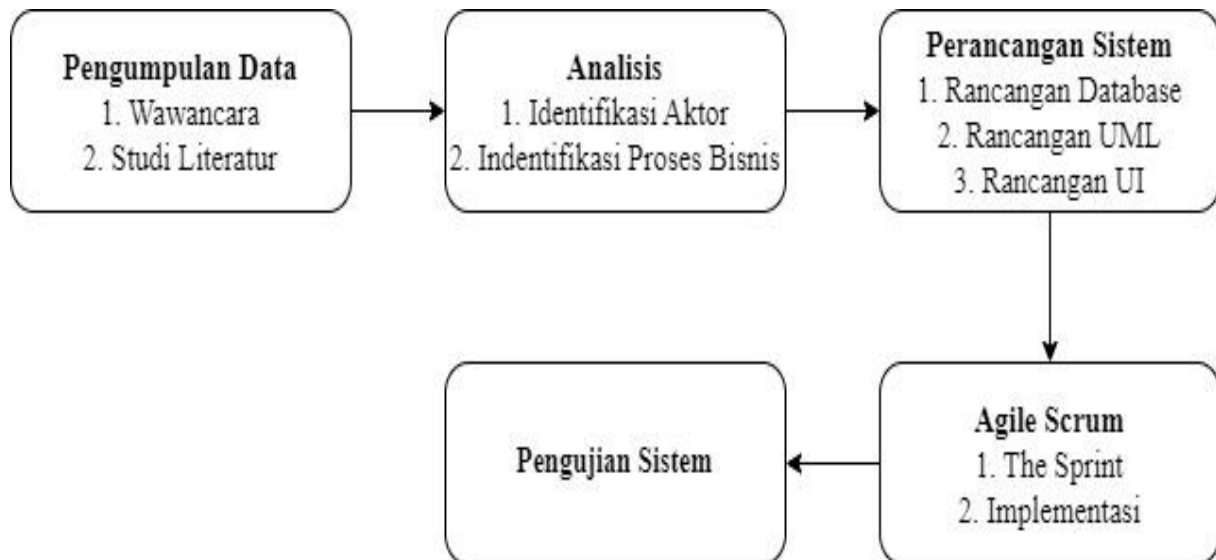 Pengumpulan Data
1. Wawancara
2. Studi Literatur
Analisis
1. Identifikasi Aktor
2. Indentifikasi Proses Bisnis
Perancangan Sistem
1. Rancangan Database
2. Rancangan UML
3. Rancangan UI
Agile Scrum
1. The Sprint
2. Implementasi
Pengujian Sistem